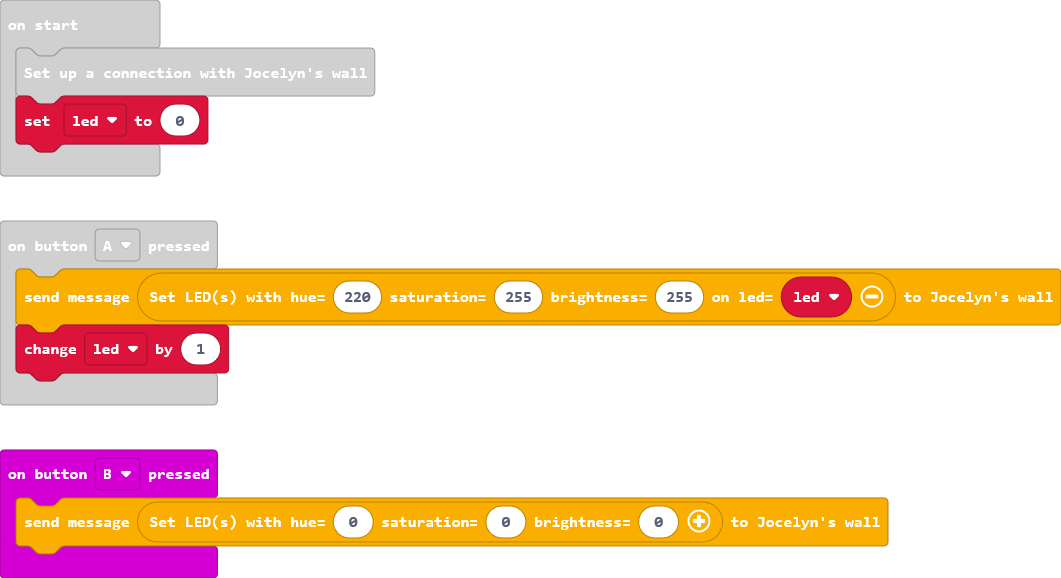 on start
Set up a connection with Jocelyn's wall
set led to 0
on button A pressed
send message Set LED(s) with hue= 220 saturation= 255 brightness= 255 on led= led to Jocelyn's wall
change led by 1
on button B pressed
send message Set LED(s) with hue= 0 saturation= 0 brightness= 0 to Jocelyn's wall